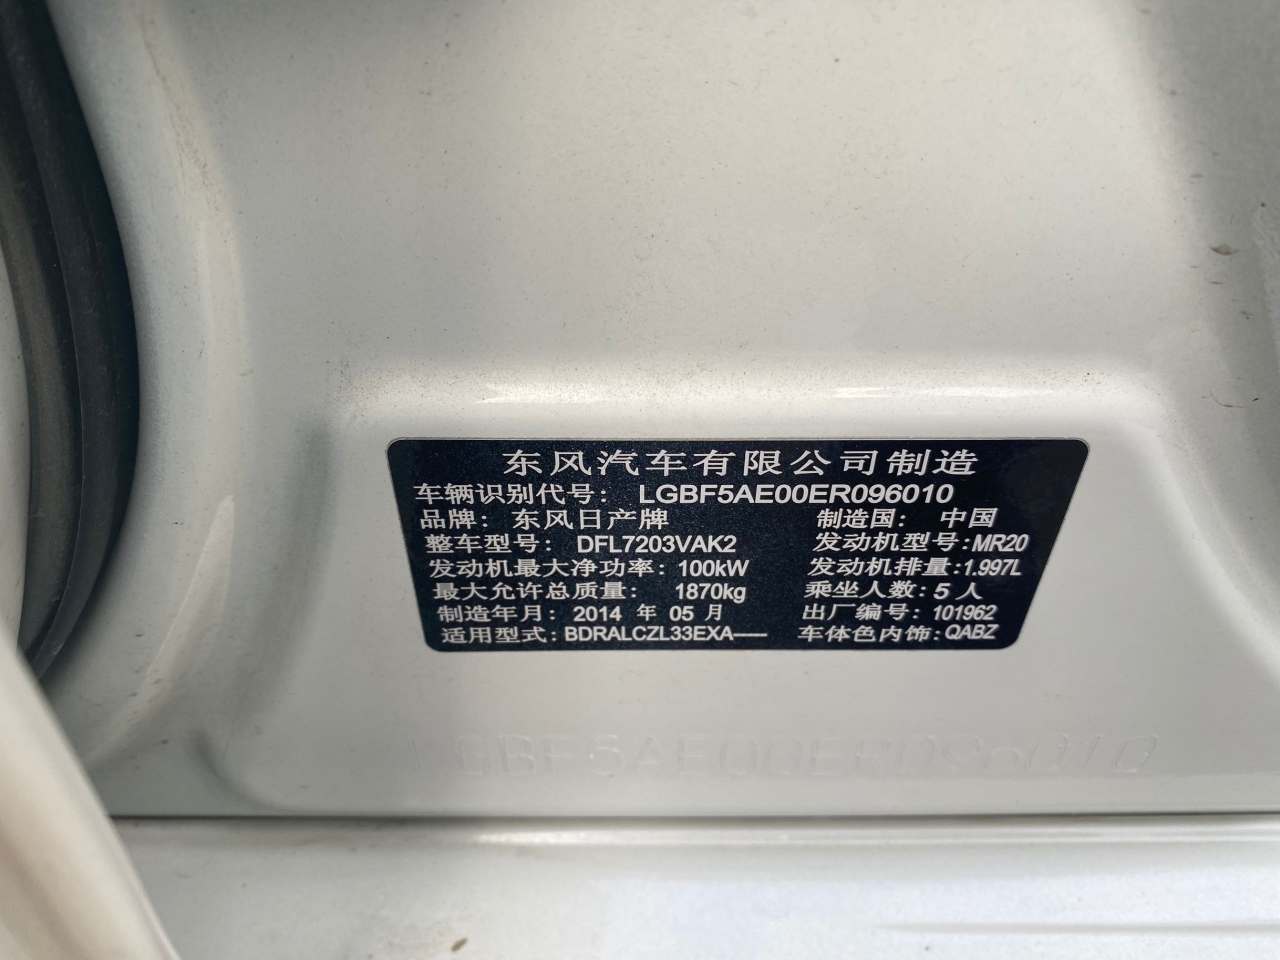 东风汽车有限公司制造
车辆识别代号: LGBF5AE00ER096010
品牌: 东风日产牌 制造国: 中国
整车型号: DFL7203VAK2 发动机型号:MR20
发动机最大净功率: 100kW 发动机排量:1.997L
最大允许总质量: 1870kg 乘坐人数:5 人
制造年月: 2014 年 05 月 出厂编号: 101962
适用型式: BDRALCZL33EXA----- 车体色内饰:QABZ
LGBF5AE00ER096010